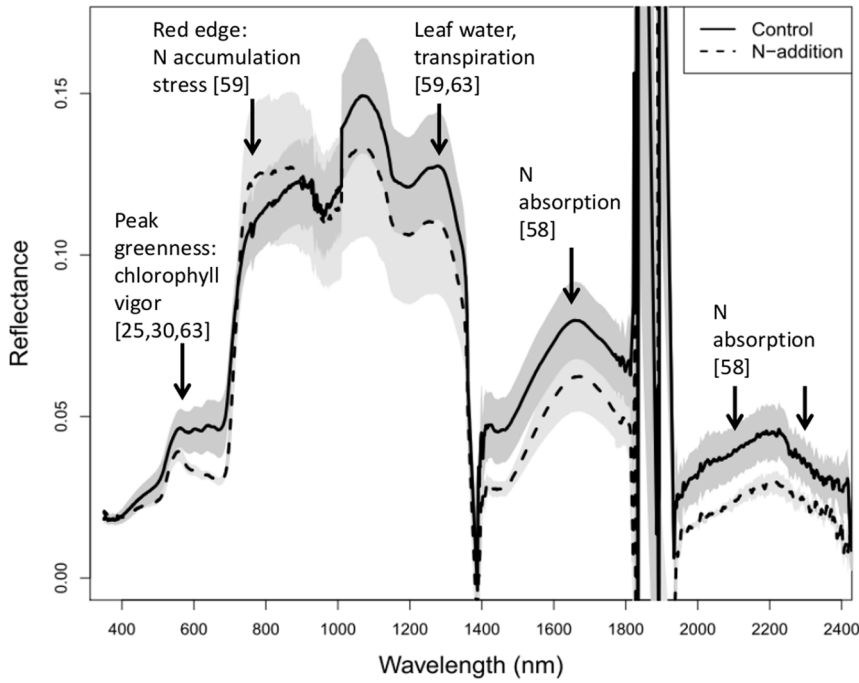 Red edge:
N accumulation
stress [59]
Leaf water,
transpiration
[59,63]
Control
N−addition
Peak
greenness:
chlorophyll
vigor
[25,30,63]
N
absorption
[58]
N
absorption
[58]
Reflectance
0.15
0.10
0.05
0.00
400 600 800 1000 1200 1400 1600 1800 2000 2200 2400
Wavelength (nm)